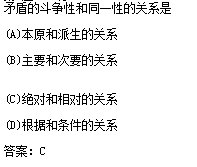 矛盾的斗争性和同一性的关系是
(A)本原和派生的关系
(B)主要和次要的关系
(C)绝对和相对的关系
(D)根据和条件的关系
答案：C